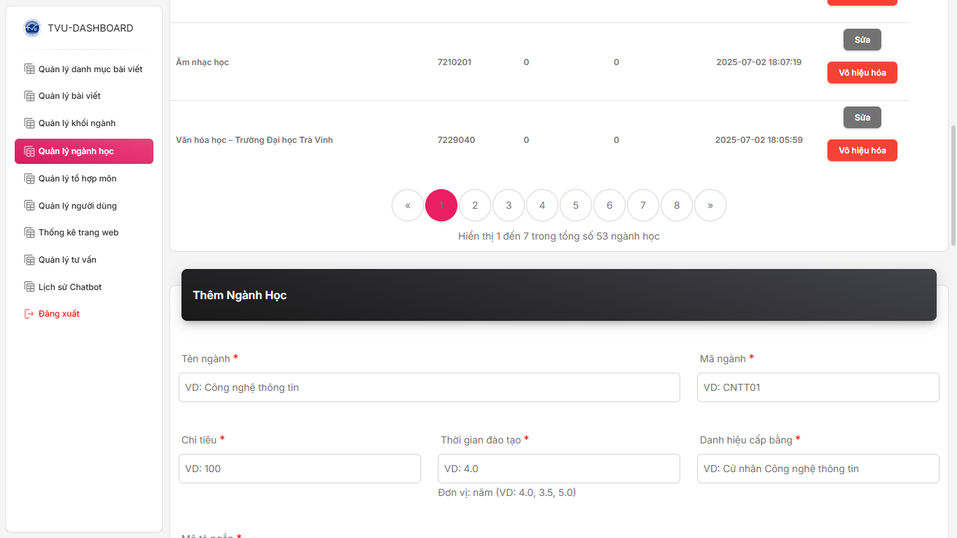 TVU-DASHBOARD
Quản lý danh mục bài viết
Quản lý bài viết
Quản lý khối ngành
Quản lý ngành học
Quản lý tổ hợp môn
Quản lý người dùng
Thống kê trang web
Quản lý tư vấn
Lịch sử Chatbot
Đăng xuất
Sửa
Âm nhạc học 7210201 0 0 2025-07-02 18:07:19
Vô hiệu hóa
Sửa
Văn hóa học – Trường Đại học Trà Vinh 7229040 0 0 2025-07-02 18:05:59
Vô hiệu hóa
« 1 2 3 4 5 6 7 8 »
Hiển thị 1 đến 7 trong tổng số 53 ngành học
Thêm Ngành Học
Tên ngành * Mã ngành *
VD: Công nghệ thông tin VD: CNTT01
Chỉ tiêu * Thời gian đào tạo * Danh hiệu cấp bằng *
VD: 100 VD: 4.0 VD: Cử nhân Công nghệ thông tin
Đơn vị: năm (VD: 4.0, 3.5, 5.0)
Mô tả ngắn *